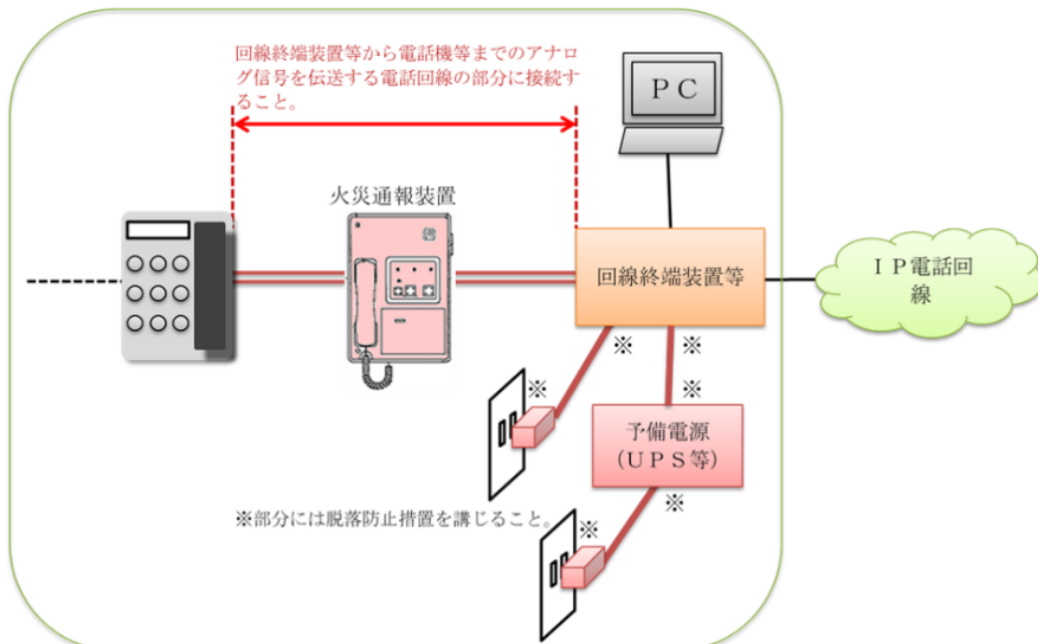 回線終端装置等から電話機等までのアナロ
グ信号を伝送する電話回線の部分に接続す
ること。
ＰＣ
火災通報装置
回線終端装置等
ＩＰ電話回
線
※
※
※
※
予備電源
（ＵＰＳ等）
※
※部分には脱落防止措置を講じること。
※